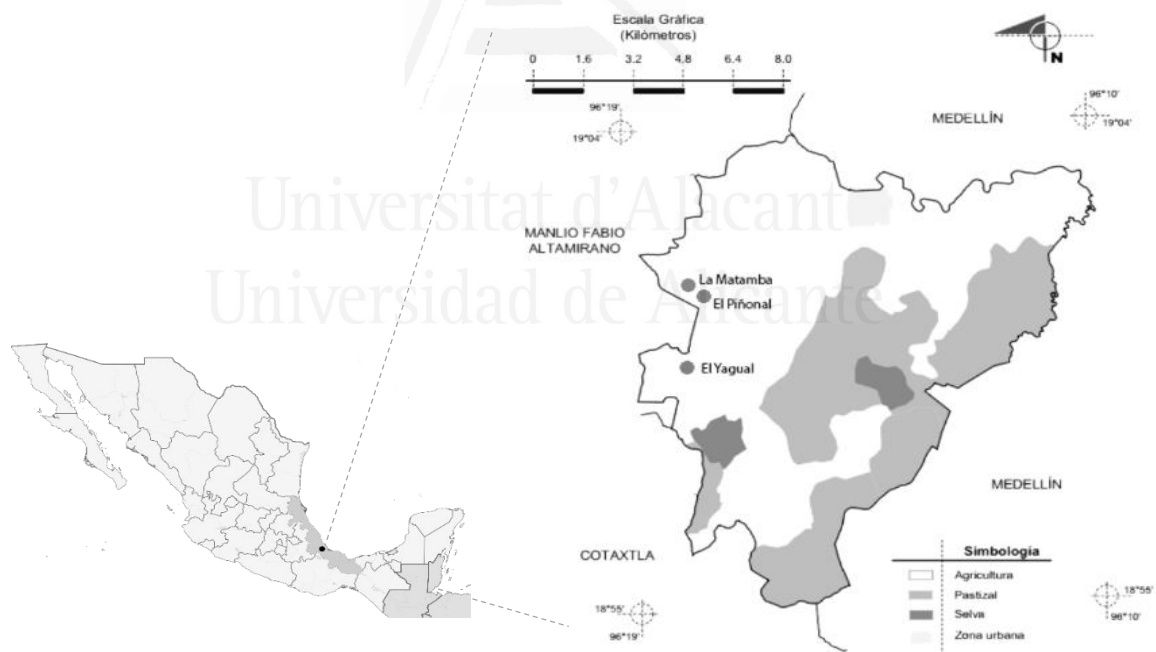 Escala Gráfica
(Kilómetros)
0 1.6 3.2 4.8 6.4 8.0
N
96°19'
19°04'
96°10'
19°04'
MEDELLÍN
Universitat d'Alacant
Universidad de Alicante
MANLIO FABIO
ALTAMIRANO
La Matamba
El Piñonal
El Yagual
MEDELLÍN
COTAXTLA
Simbología
Agricultura
Pastizal
Selva
Zona urbana
18°55'
96°19'
18°55'
96°10'